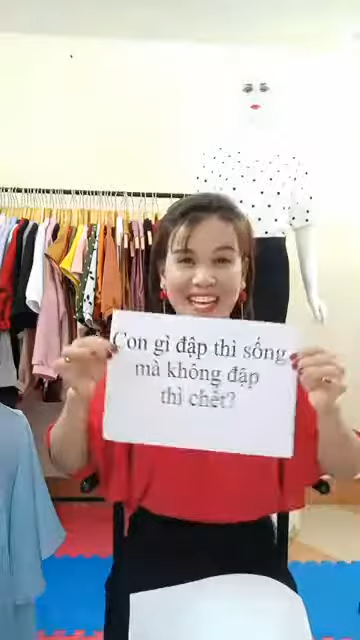 Con gì đập thì sống
mà không đập
thì chết?